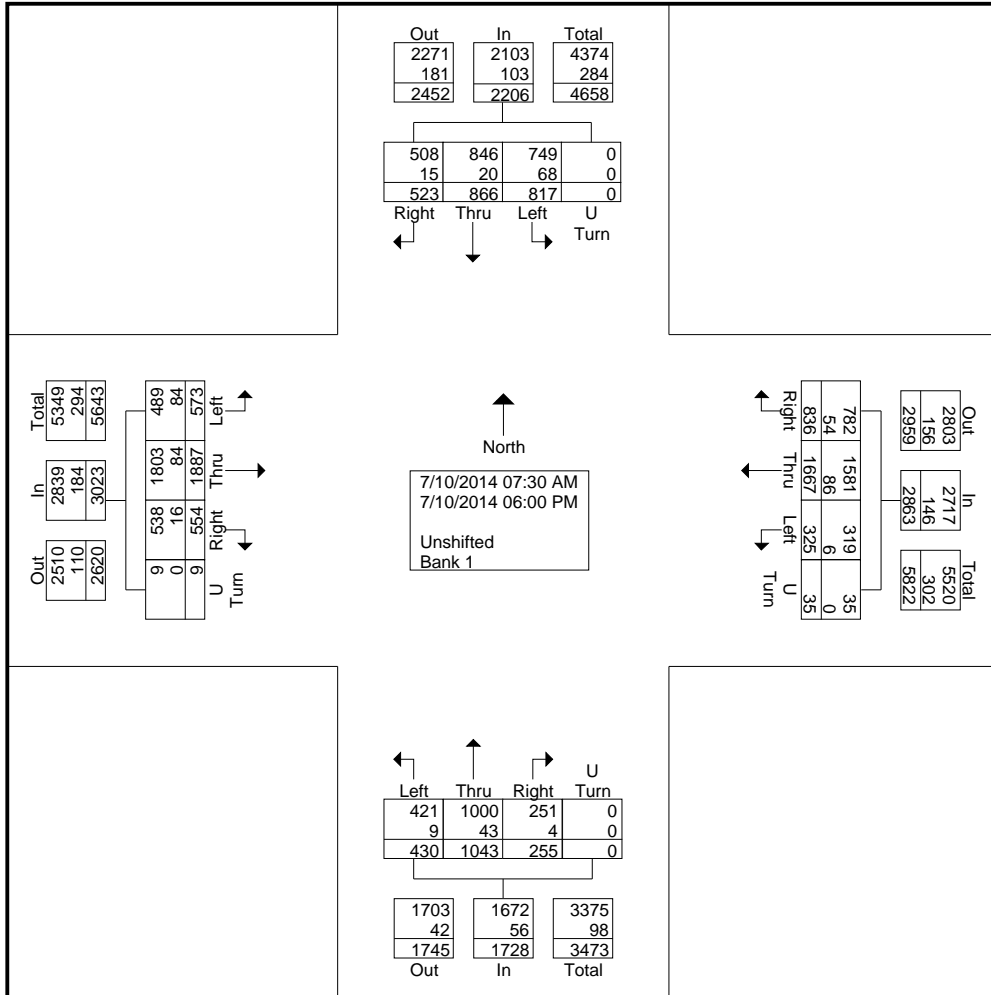 Out In Total
2271 2103 4374
181 103 284
2452 2206 4658
508 846 749 0
15 20 68 0
523 866 817 0
Right Thru Left U
Turn
Total In Out
5349 2839 2510
294 184 110
5643 3023 2620
489 1803 538 9
84 84 16 0
573 1887 554 9
Left Thru Right U
Turn
North
7/10/2014 07:30 AM
7/10/2014 06:00 PM
Unshifted
Bank 1
Right Thru Left U
Turn
782 1581 319 35
54 86 6 0
836 1667 325 35
Out In Total
2803 2717 5520
156 146 302
2959 2863 5822
U
Left Thru Right Turn
421 1000 251 0
9 43 4 0
430 1043 255 0
1703 1672 3375
42 56 98
1745 1728 3473
Out In Total